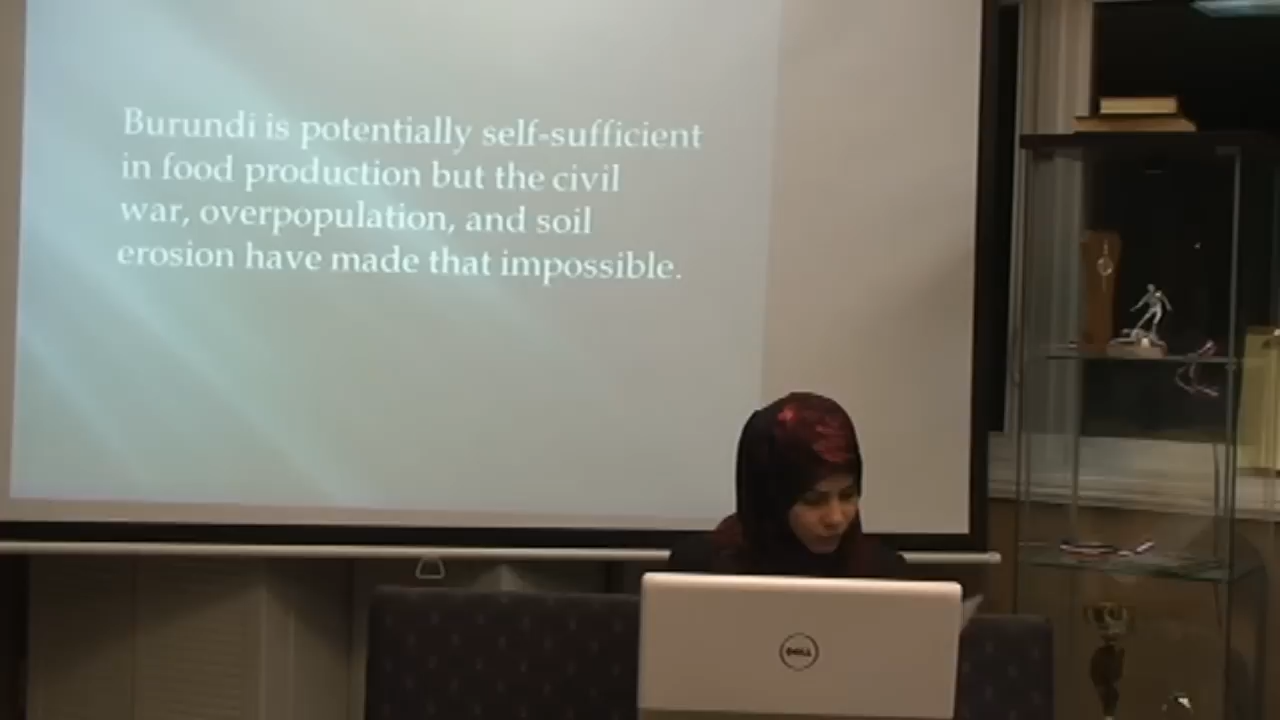 Burundi is potentially self-sufficient
in food production but the civil
war, overpopulation, and soil
erosion have made that impossible.
DELL